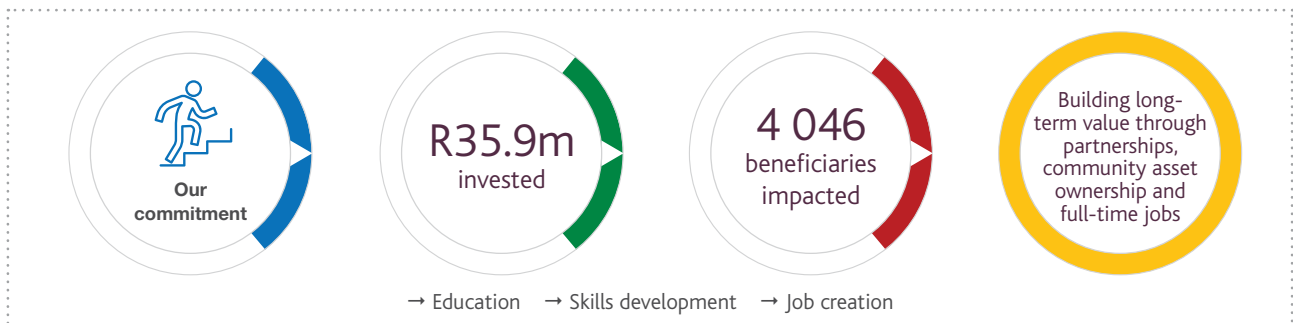 Our
commitment
R35.9m
invested
4 046
beneficiaries
impacted
Building long-
term value through
partnerships,
community asset
ownership and
full-time jobs
→ Education → Skills development → Job creation